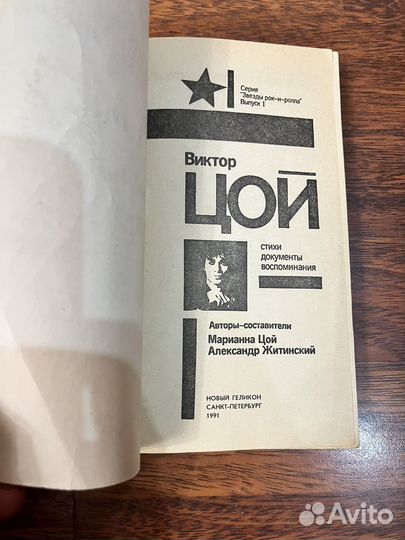 Серия
"Звезды рок-н-ролла"
Выпуск 1
Виктор
ЦОЙ
стихи
документы
воспоминания
Авторы-составители
Марианна Цой
Александр Житинский
НОВЫЙ ГЕЛИКОН
САНКТ-ПЕТЕРБУРГ
1991
Avito